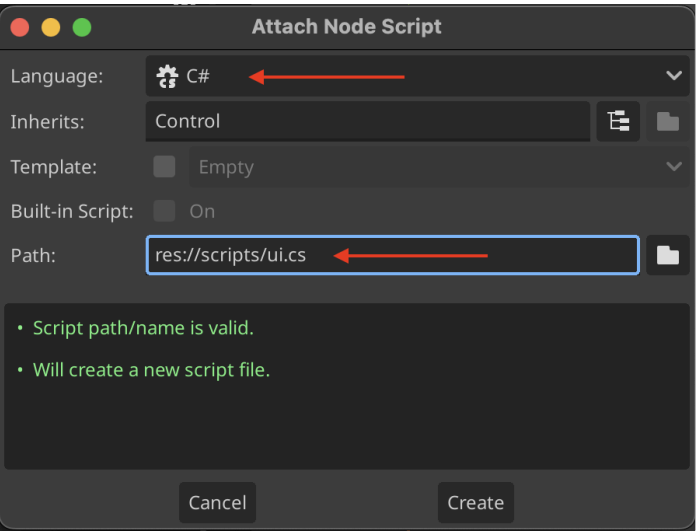 Attach Node Script
Language: C#
Inherits: Control
Template: Empty
Built-in Script: On
Path: res://scripts/ui.cs
• Script path/name is valid.
• Will create a new script file.
Cancel Create